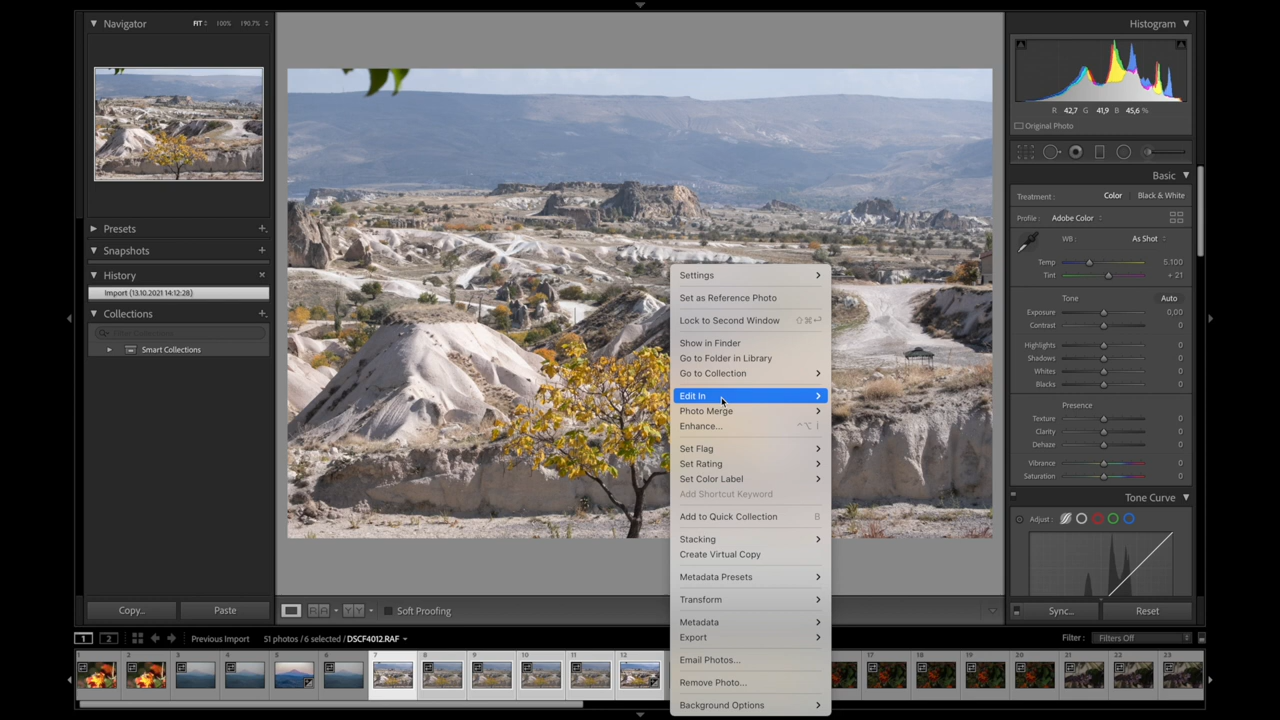 Navigator
FIT 100% 190.7%
Presets
Snapshots
History
Import (13.10.2021 14:12:28)
Collections
Filter Collections
Smart Collections
Copy...
Paste
Soft Proofing
Histogram
R 42,7 G 41,9 B 45,6 %
Original Photo
Basic
Treatment : Color Black & White
Profile : Adobe Color
WB : As Shot
Temp 5.100
Tint + 21
Tone Auto
Exposure 0,00
Contrast 0
Highlights 0
Shadows 0
Whites 0
Blacks 0
Presence
Texture 0
Clarity 0
Dehaze 0
Vibrance 0
Saturation 0
Tone Curve
Adjust :
Sync...
Reset
Settings
Set as Reference Photo
Lock to Second Window ⇧⌘↩
Show in Finder
Go to Folder in Library
Go to Collection
Edit In
Photo Merge
Enhance... ^⌥ I
Set Flag
Set Rating
Set Color Label
Add Shortcut Keyword
Add to Quick Collection B
Stacking
Create Virtual Copy
Metadata Presets
Transform
Metadata
Export
Email Photos...
Remove Photo...
Background Options
1 2 Previous Import 51 photos / 6 selected / DSCF4012.RAF
Filter : Filters Off
1 2 3 4 5 6 7 8 9 10 11 12 17 18 19 20 21 22 23